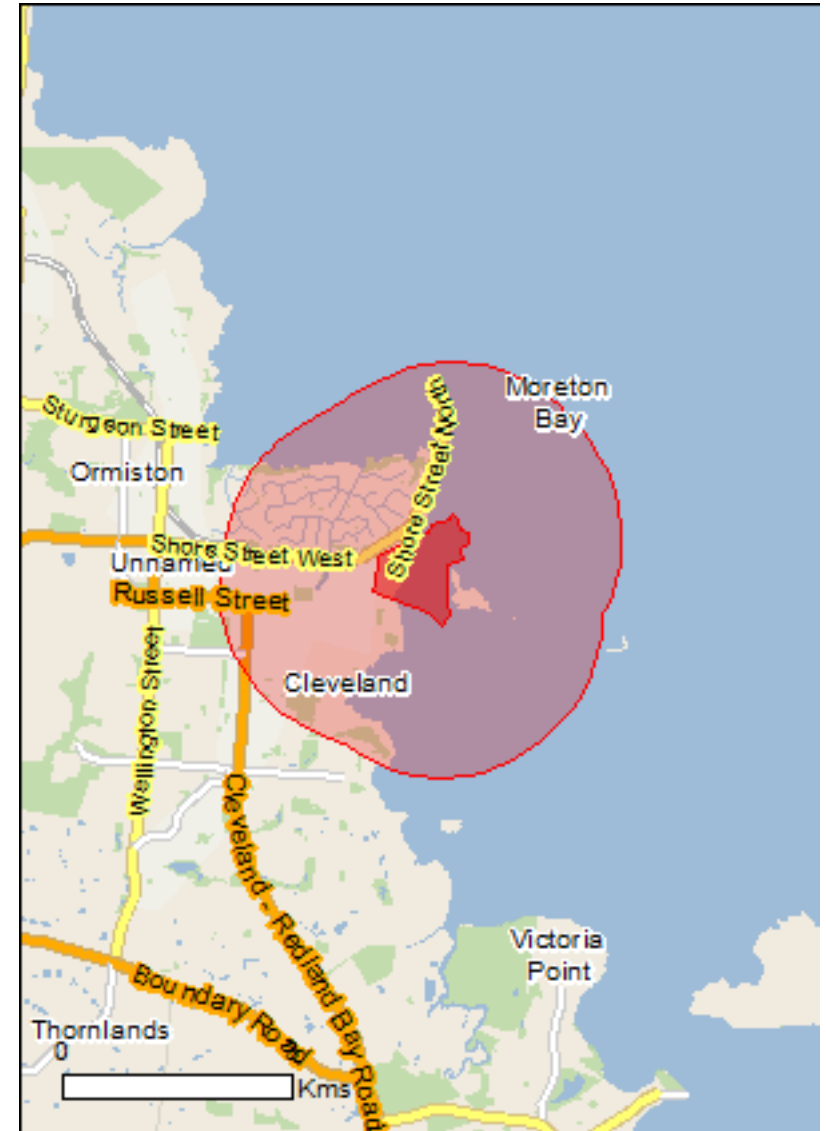 Moreton
Bay
Shore Street North
Sturgeon Street
Ormiston
Shore Street West
Unnamed
Russell Street
Cleveland
Wellington Street
Cleveland - Redland Bay Road
Victoria
Point
Boundary Road
Thornlands
0
Kms